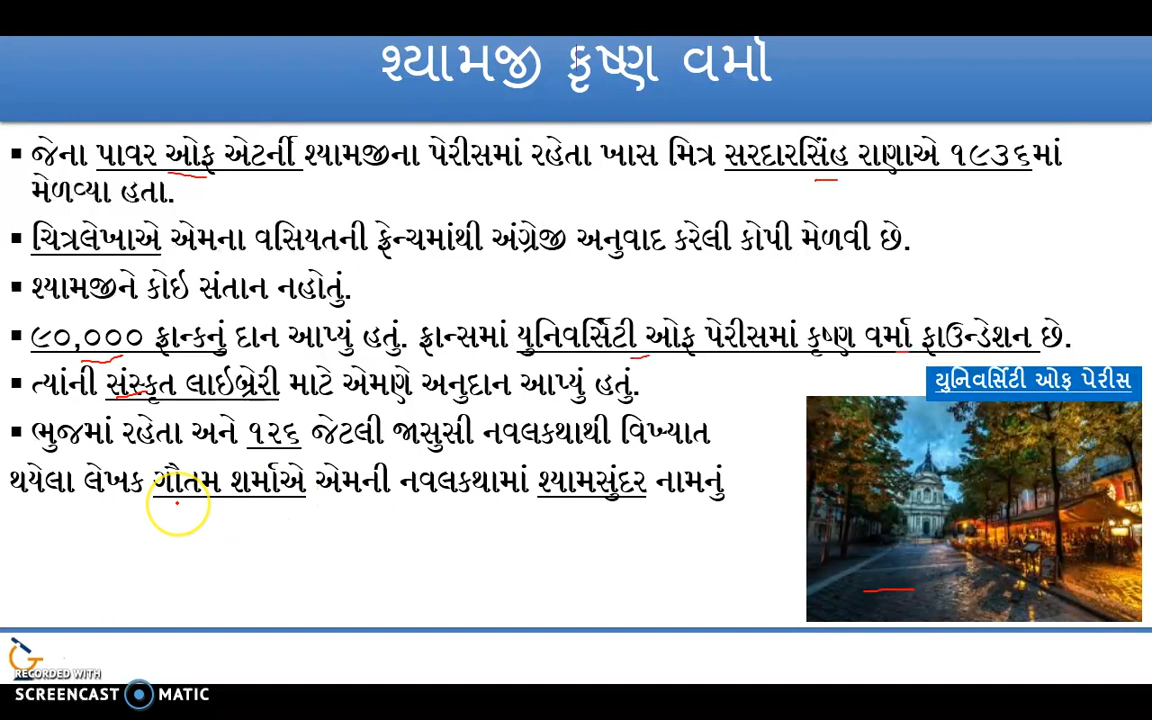 શ્યામજી કૃષ્ણ વર્મા
▪ જેના પાવર ઓફ એટર્ની શ્યામજીના પેરીસમાં રહેતા ખાસ મિત્ર સરદારસિંહ રાણાએ ૧૯૩૬માં
મેળવ્યા હતા.
▪ ચિત્રલેખાએ એમના વસિયતની ફ્રેન્ચમાંથી અંગ્રેજી અનુવાદ કરેલી કોપી મેળવી છે.
▪ શ્યામજીને કોઇ સંતાન નહોતું.
▪ ૯૦,૦૦૦ ફ્રાન્કનું દાન આપ્યું હતું. ફ્રાન્સમાં યુનિવર્સિટી ઓફ પેરીસમાં કૃષ્ણ વર્મા ફાઉન્ડેશન છે.
▪ ત્યાંની સંસ્કૃત લાઇબ્રેરી માટે એમણે અનુદાન આપ્યું હતું.
યુનિવર્સિટી ઓફ પેરીસ
▪ ભુજમાં રહેતા અને ૧૨૬ જેટલી જાસુસી નવલકથાથી વિખ્યાત
થયેલા લેખક ગૌતમ શર્માએ એમની નવલકથામાં શ્યામસુંદર નામનું
RECORDED WITH
SCREENCAST MATIC